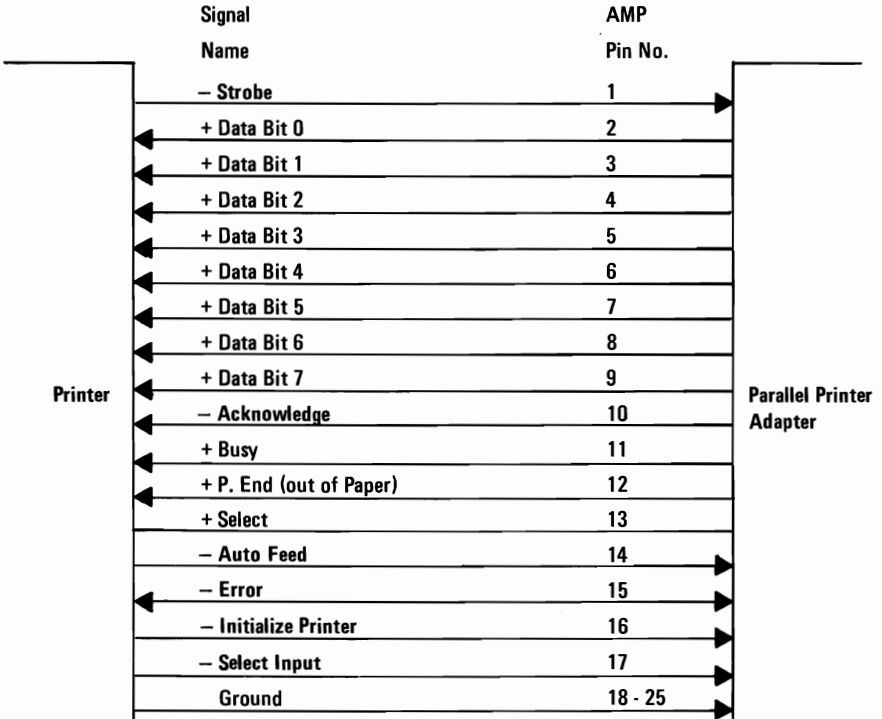 Signal AMP
Name Pin No.
– Strobe 1
+ Data Bit 0 2
+ Data Bit 1 3
+ Data Bit 2 4
+ Data Bit 3 5
+ Data Bit 4 6
+ Data Bit 5 7
+ Data Bit 6 8
+ Data Bit 7 9
Printer Parallel Printer
– Acknowledge 10 Adapter
+ Busy 11
+ P. End (out of Paper) 12
+ Select 13
– Auto Feed 14
– Error 15
– Initialize Printer 16
– Select Input 17
Ground 18 - 25